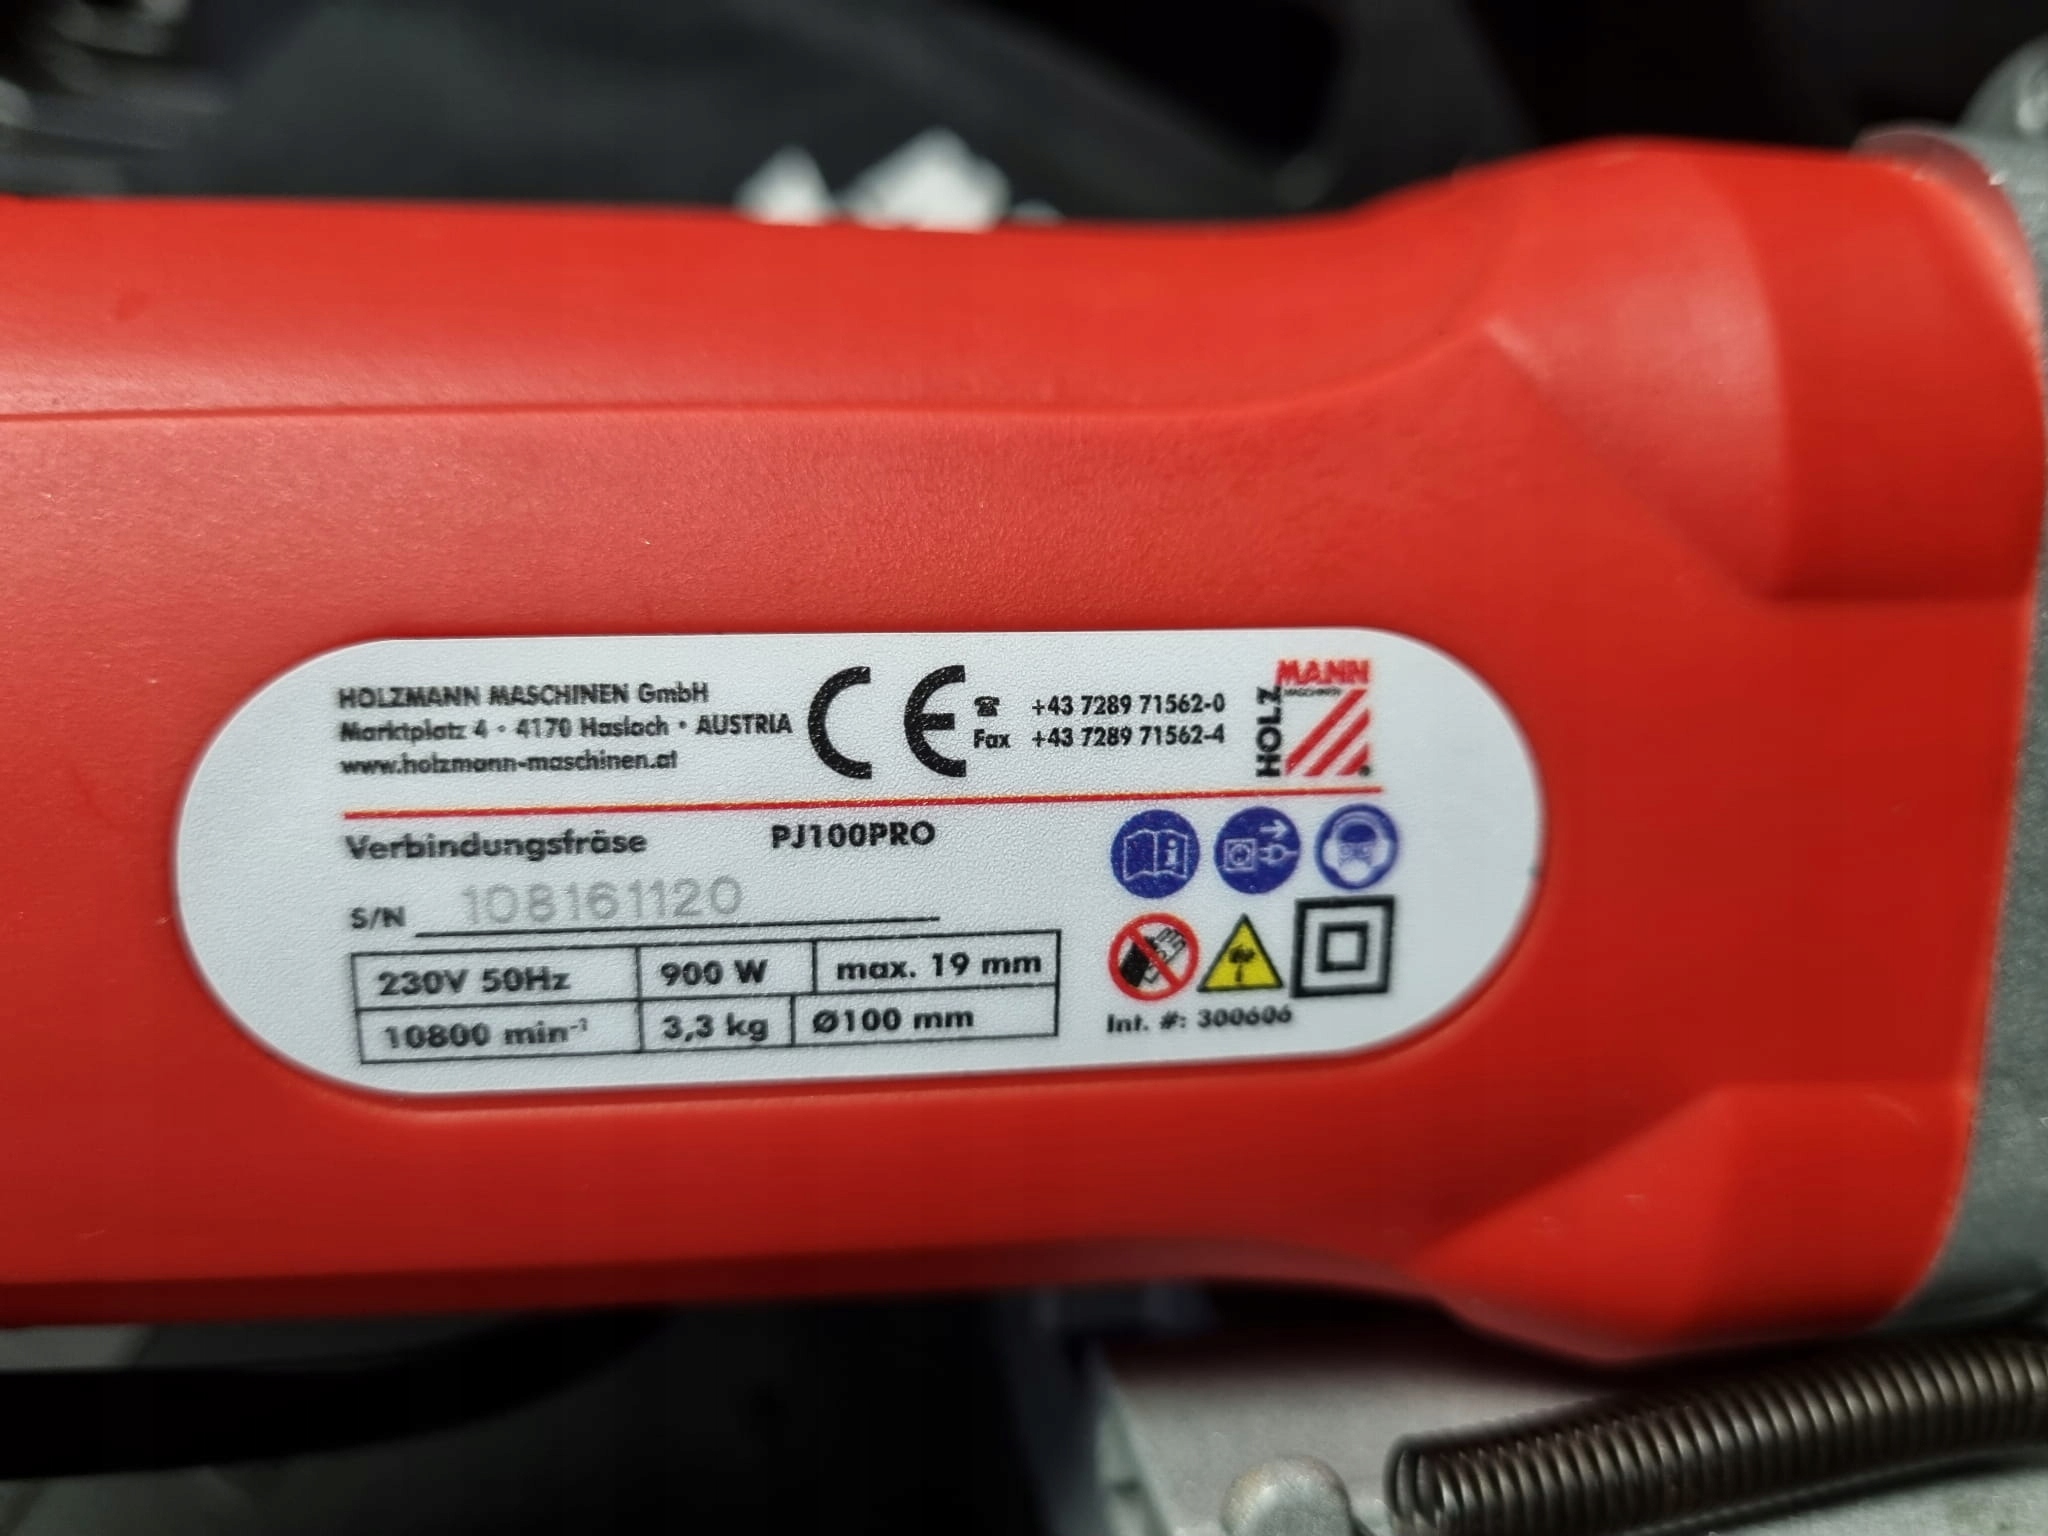 HOLZMANN MASCHINEN GmbH
Marktplatz 4 • 4170 Haslach • AUSTRIA
www.holzmann-maschinen.at
CE
☎ +43 7289 71562-0
Fax +43 7289 71562-4
HOLZ MANN
MASCHINEN
Verbindungsfräse PJ100PRO
S/N 108161120
230V 50Hz 900 W max. 19 mm
10800 min⁻¹ 3,3 kg Ø100 mm
Int. #: 300606